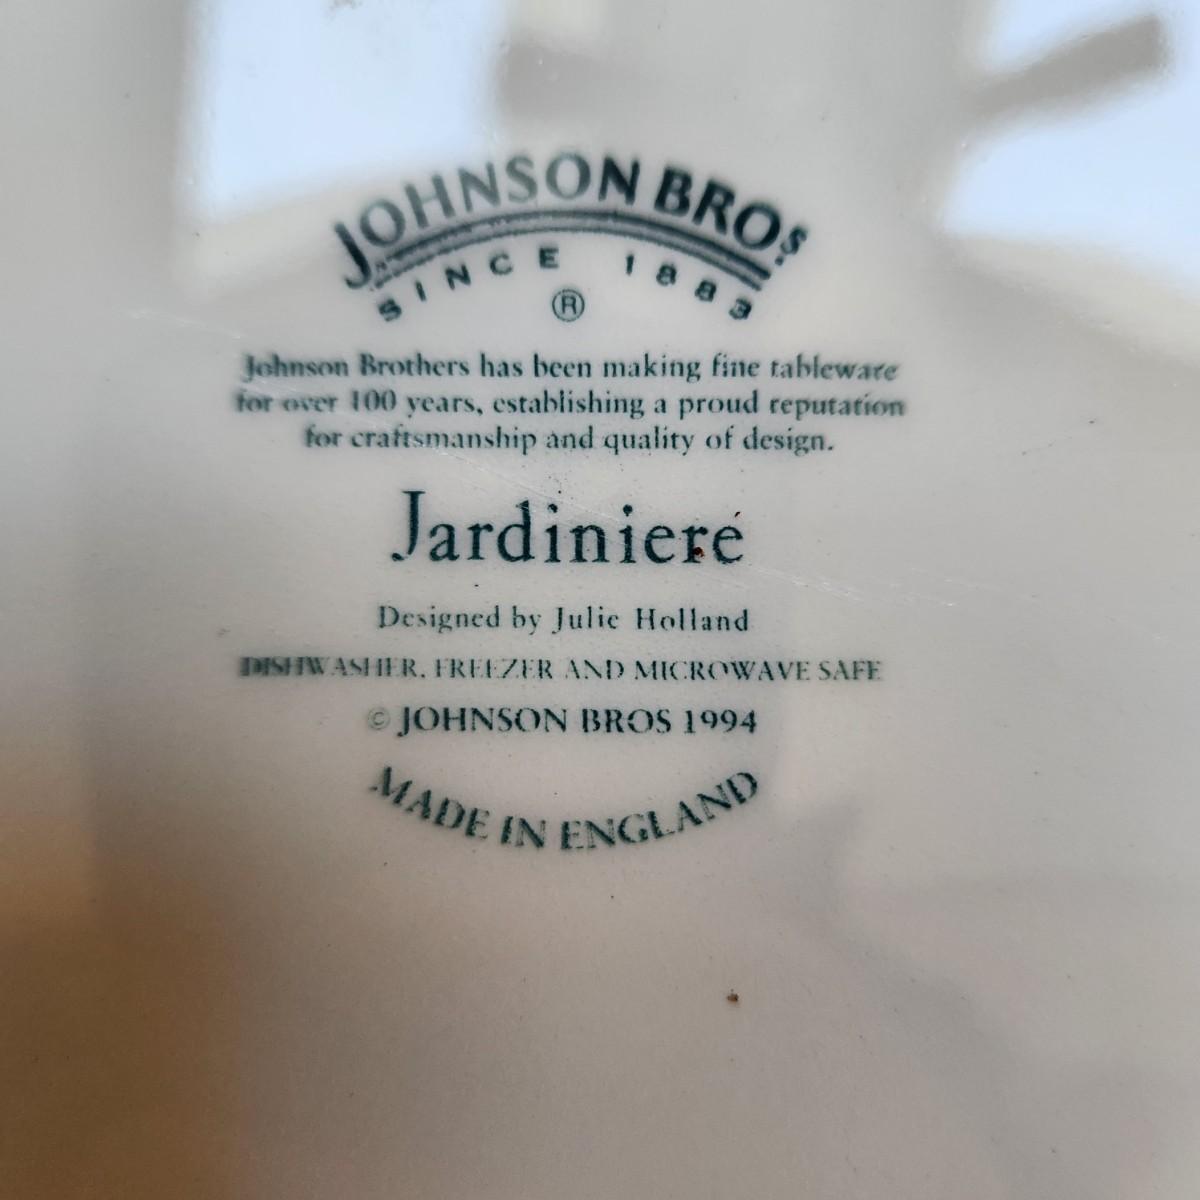 JOHNSON BROS
SINCE 1883
®
Johnson Brothers has been making fine tableware
for over 100 years, establishing a proud reputation
for craftsmanship and quality of design.
Jardiniere
Designed by Julie Holland
DISHWASHER, FREEZER AND MICROWAVE SAFE
© JOHNSON BROS 1994
MADE IN ENGLAND